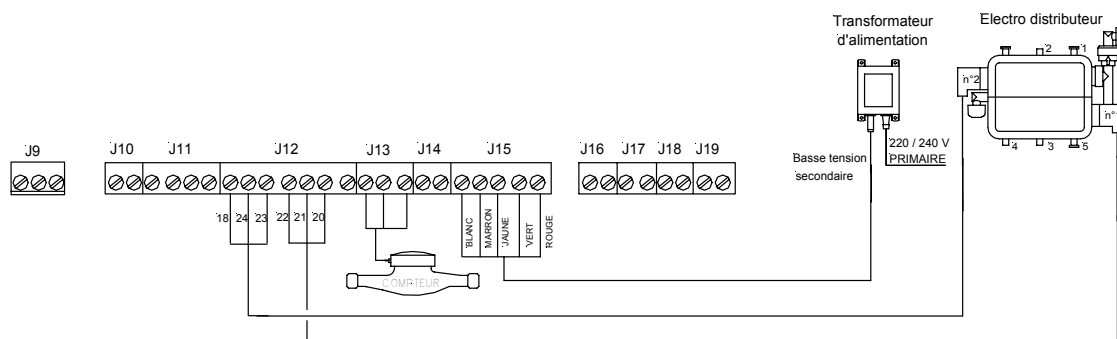 Transformateur
d'alimentation
Electro distributeur
2
1
n°2
n°
4
3
5
220 / 240 V
PRIMAIRE
Basse tension
secondaire
J9
J10
J11
J12
J13
J14
J15
J16
J17
J18
J19
18
24
23
22
21
20
BLANC
MARRON
JAUNE
VERT
ROUGE
COMPTEUR